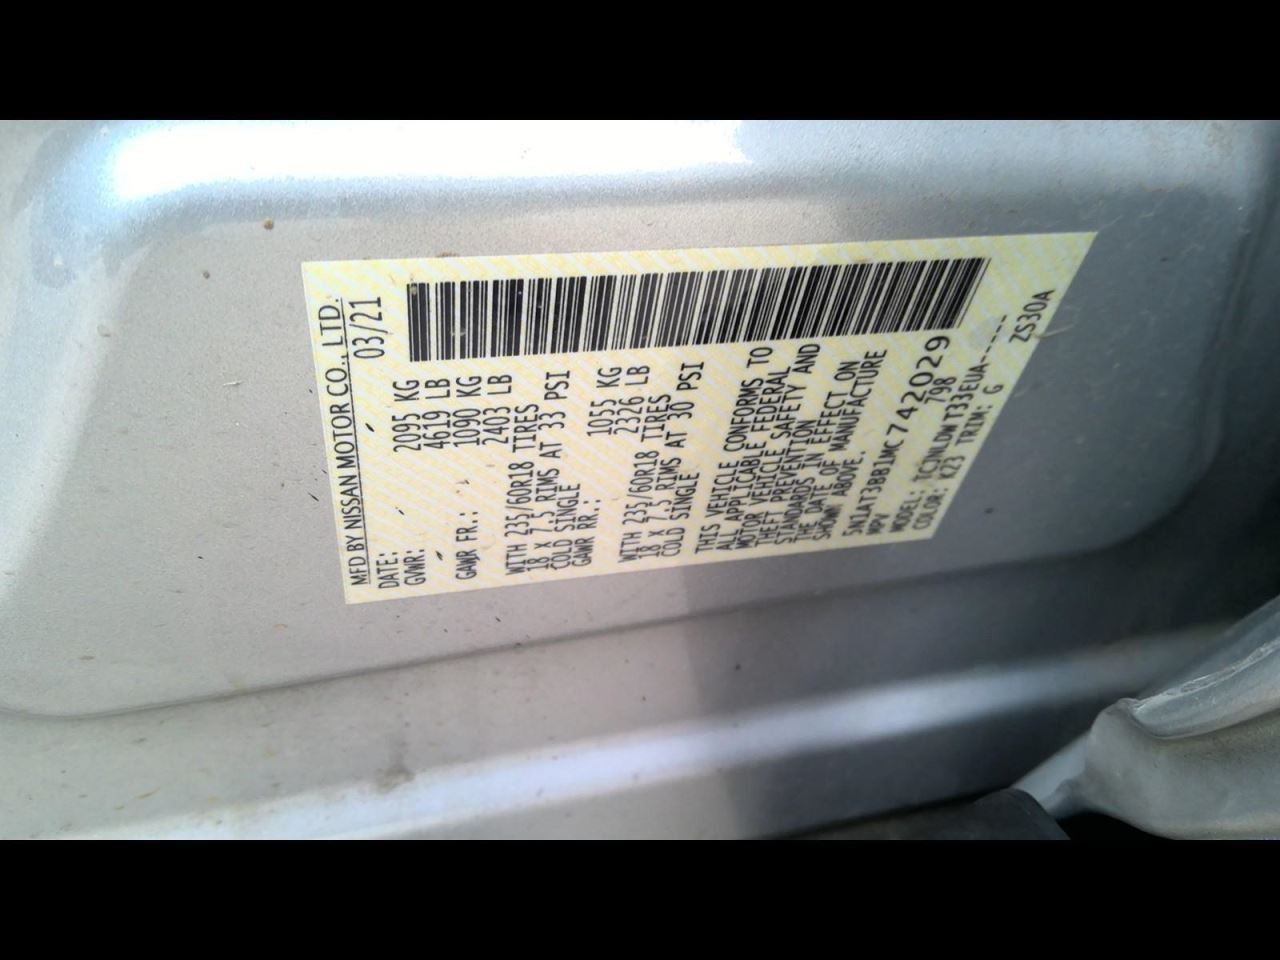 MFD BY NISSAN MOTOR CO., LTD.
DATE: 03/21
GVWR: 2095 KG
4619 LB
GAWR FR.: 1090 KG
2403 LB
WITH 235/60R18 TIRES
18 X 7.5 RIMS AT 33 PSI
COLD SINGLE
GAWR RR.: 1055 KG
2326 LB
WITH 235/60R18 TIRES
18 X 7.5 RIMS AT 30 PSI
COLD SINGLE
THIS VEHICLE CONFORMS TO
ALL APPLICABLE FEDERAL
MOTOR VEHICLE SAFETY AND
THEFT PREVENTION
STANDARDS IN EFFECT ON
THE DATE OF MANUFACTURE
SHOWN ABOVE.
5N1AT3BB1MC742029
MPV 798
MODEL: TCJNLDWT33EUA------
COLOR: K23 TRIM: G ZS30A